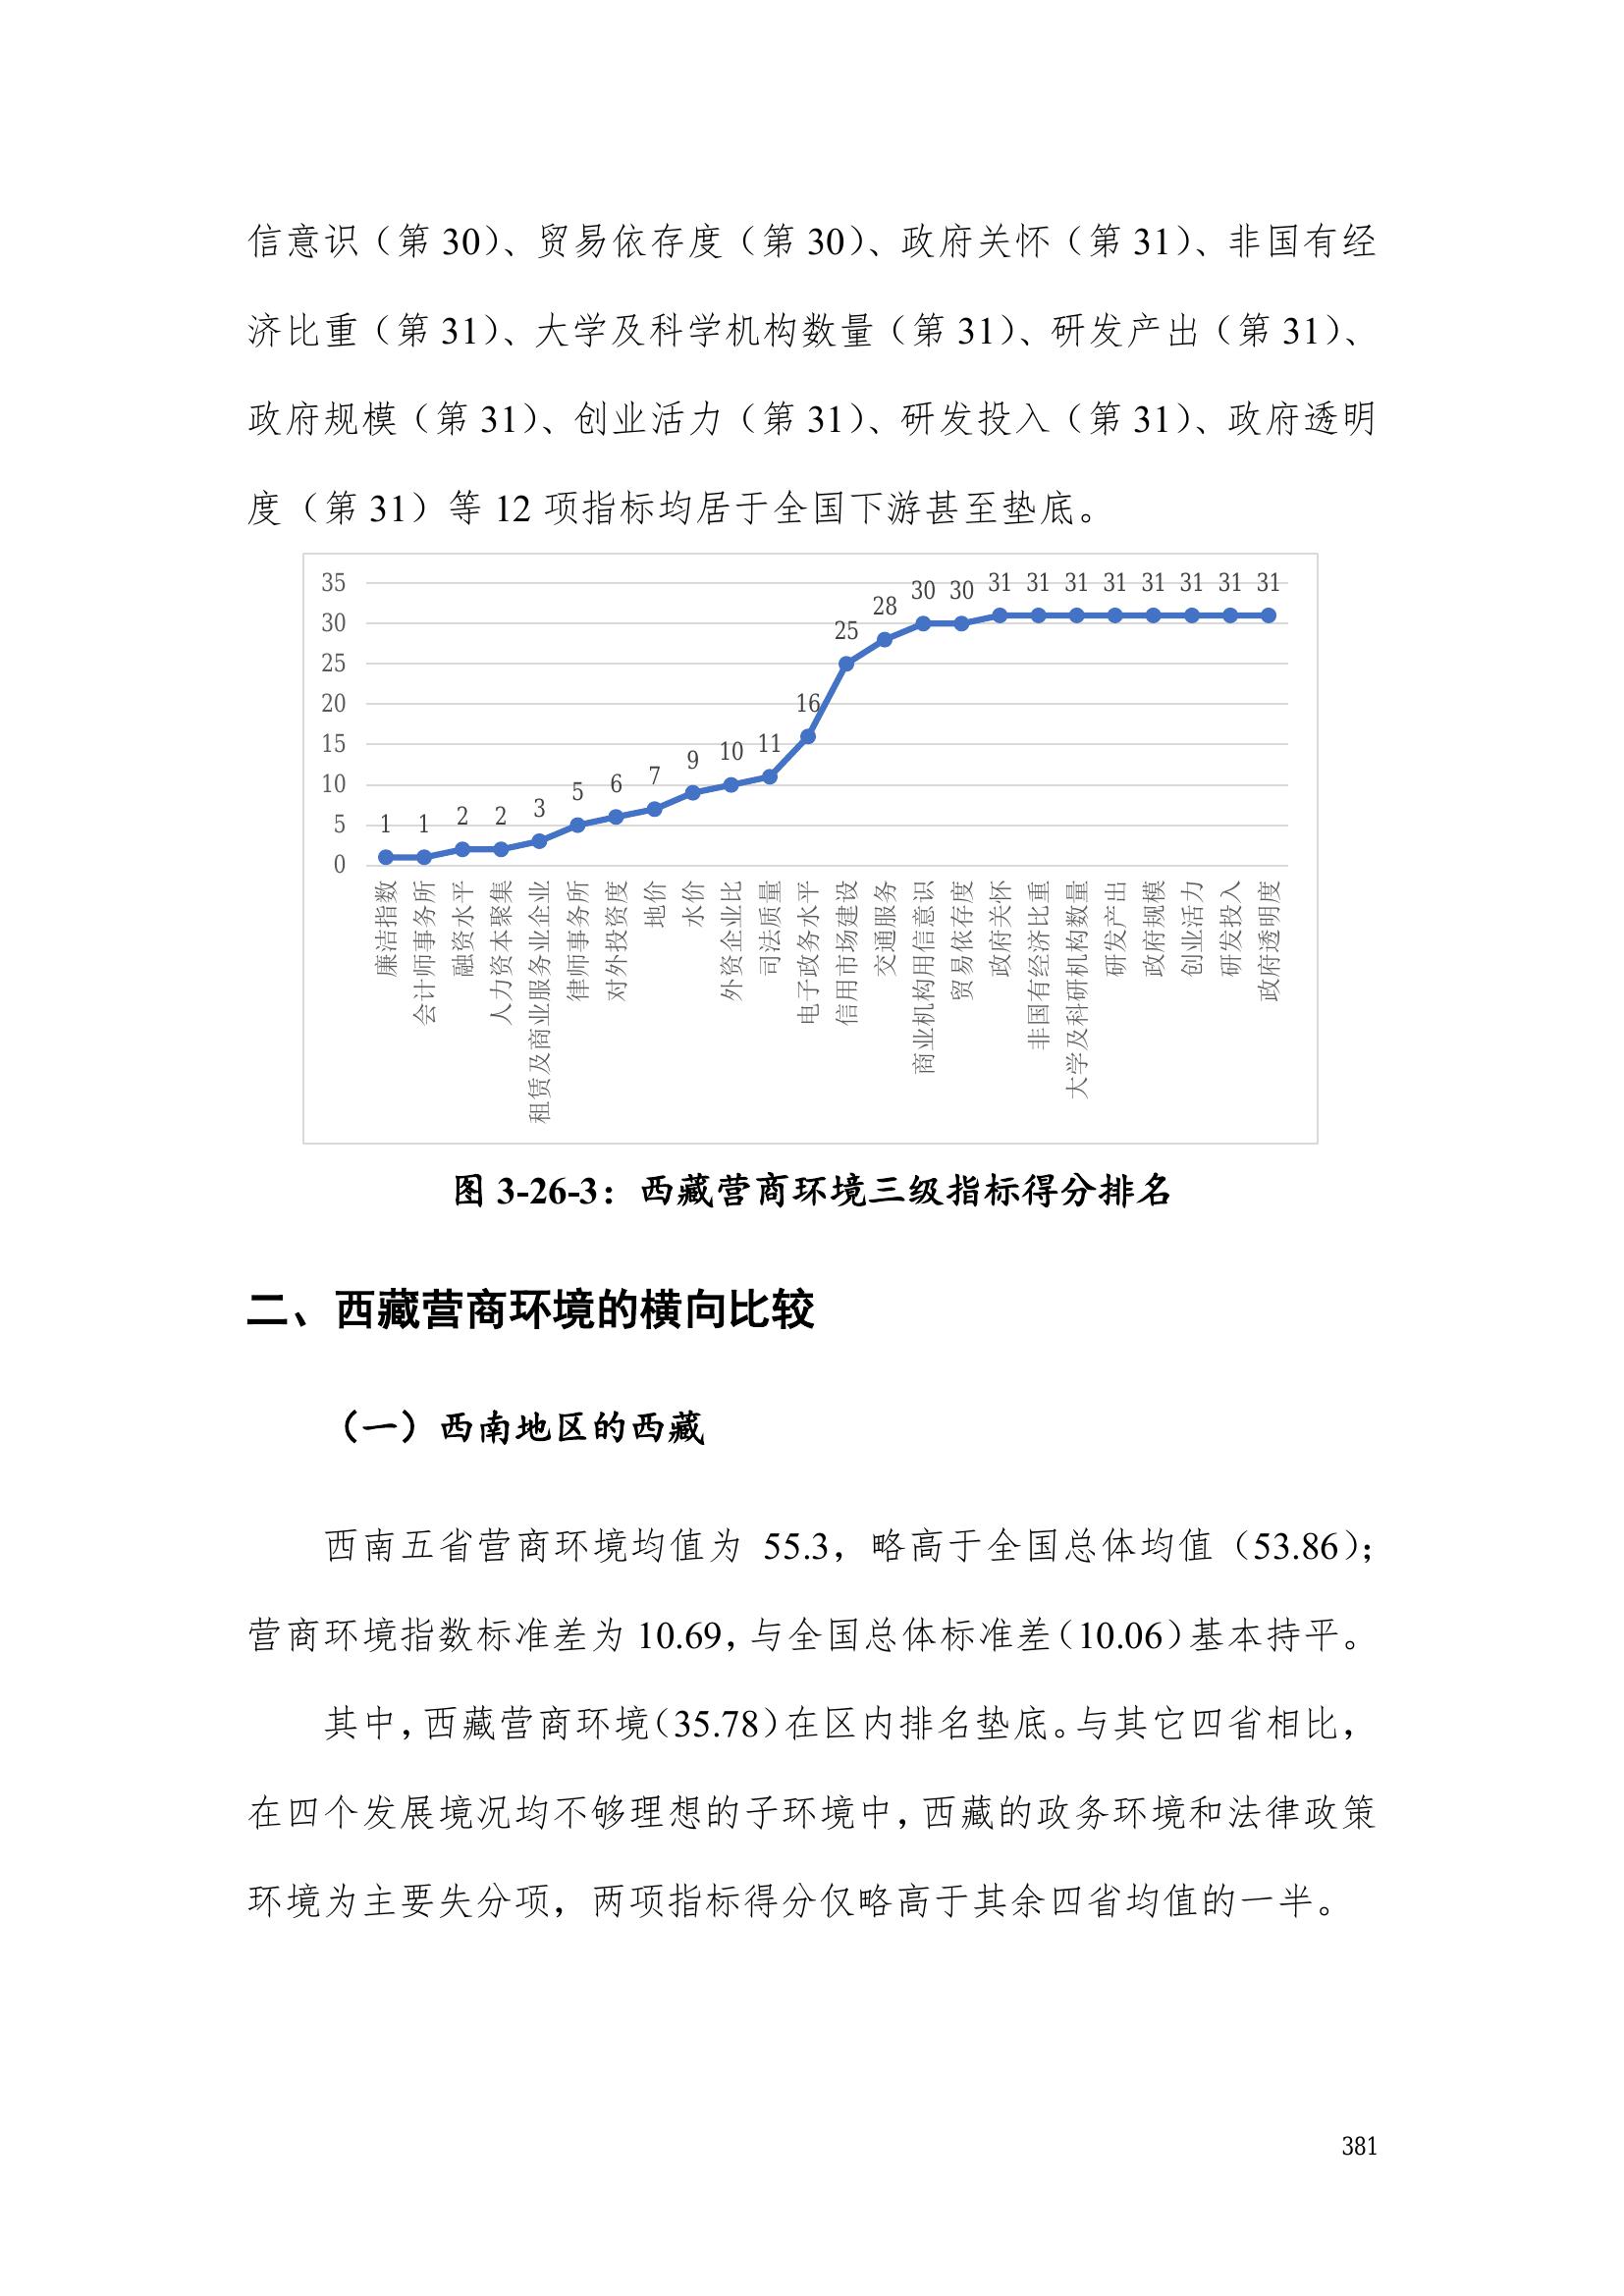 信意识（第 30）、贸易依存度（第 30）、政府关怀（第 31）、非国有经
济比重（第 31）、大学及科学机构数量（第 31）、研发产出（第 31）、
政府规模（第 31）、创业活力（第 31）、研发投入（第 31）、政府透明
度（第 31）等 12 项指标均居于全国下游甚至垫底。
35
30
25
20
15
10
5
0
1 1 2 2 3 5 6 7 9 10 11 16 25 28 30 30 31 31 31 31 31 31 31 31
廉洁指数
会计师事务所
融资水平
人力资本聚集
租赁及商业服务业企业
律师事务所
对外投资度
地价
水价
外资企业比
司法质量
电子政务水平
信用市场建设
交通服务
商业机构用信意识
贸易依存度
政府关怀
非国有经济比重
大学及科研机构数量
研发产出
政府规模
创业活力
研发投入
政府透明度
图 3-26-3：西藏营商环境三级指标得分排名
二、西藏营商环境的横向比较
（一）西南地区的西藏
西南五省营商环境均值为 55.3，略高于全国总体均值（53.86）；
营商环境指数标准差为 10.69，与全国总体标准差（10.06）基本持平。
其中，西藏营商环境（35.78）在区内排名垫底。与其它四省相比，
在四个发展境况均不够理想的子环境中，西藏的政务环境和法律政策
环境为主要失分项，两项指标得分仅略高于其余四省均值的一半。
381